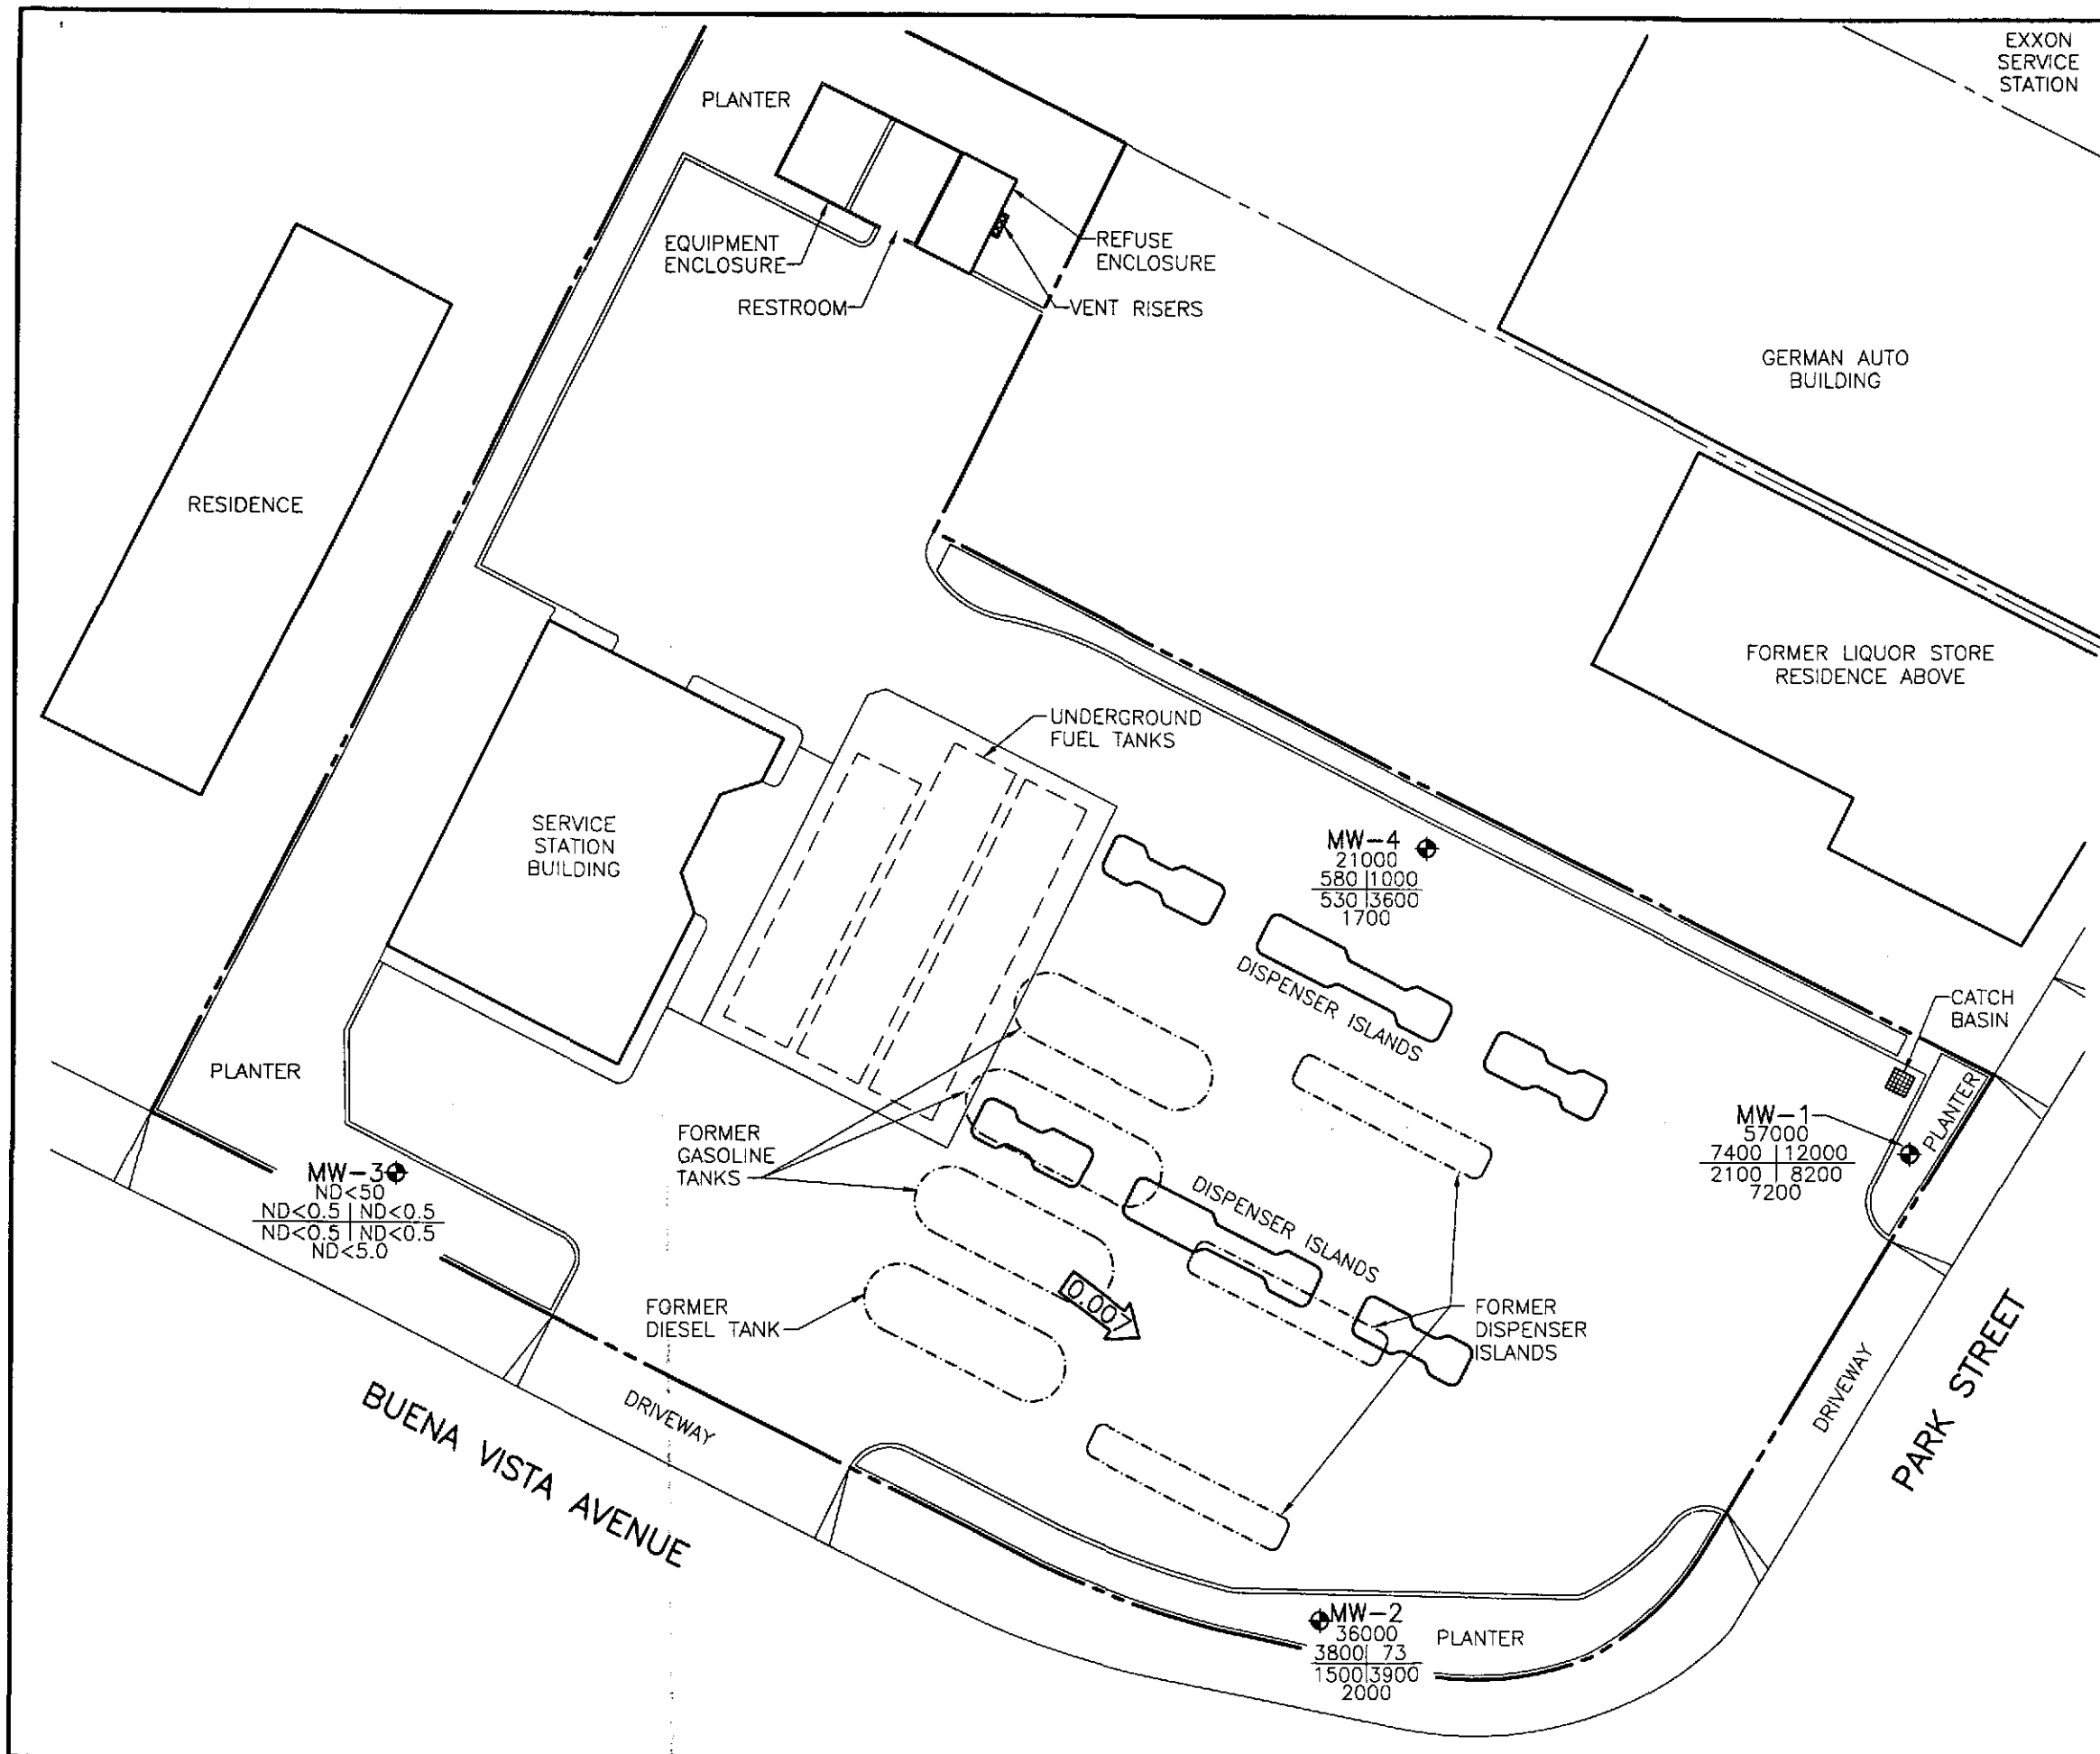 EXXON
SERVICE
STATION
PLANTER
EQUIPMENT
ENCLOSURE
REFUSE
ENCLOSURE
RESTROOM
VENT RISERS
GERMAN AUTO
BUILDING
RESIDENCE
FORMER LIQUOR STORE
RESIDENCE ABOVE
UNDERGROUND
FUEL TANKS
SERVICE
STATION
BUILDING
MW-4
21000
580 | 1000
530 | 3600
1700
DISPENSER ISLANDS
CATCH
BASIN
PLANTER
PLANTER
MW-1
57000
7400 | 12000
2100 | 8200
7200
FORMER
GASOLINE
TANKS
MW-3
ND<50
ND<0.5 | ND<0.5
ND<0.5 | ND<0.5
ND<5.0
DISPENSER ISLANDS
0.007
FORMER
DIESEL TANK
FORMER
DISPENSER
ISLANDS
DRIVEWAY
DRIVEWAY
PARK STREET
BUENA VISTA AVENUE
MW-2
36000
3800 | 73
1500 | 3900
2000
PLANTER